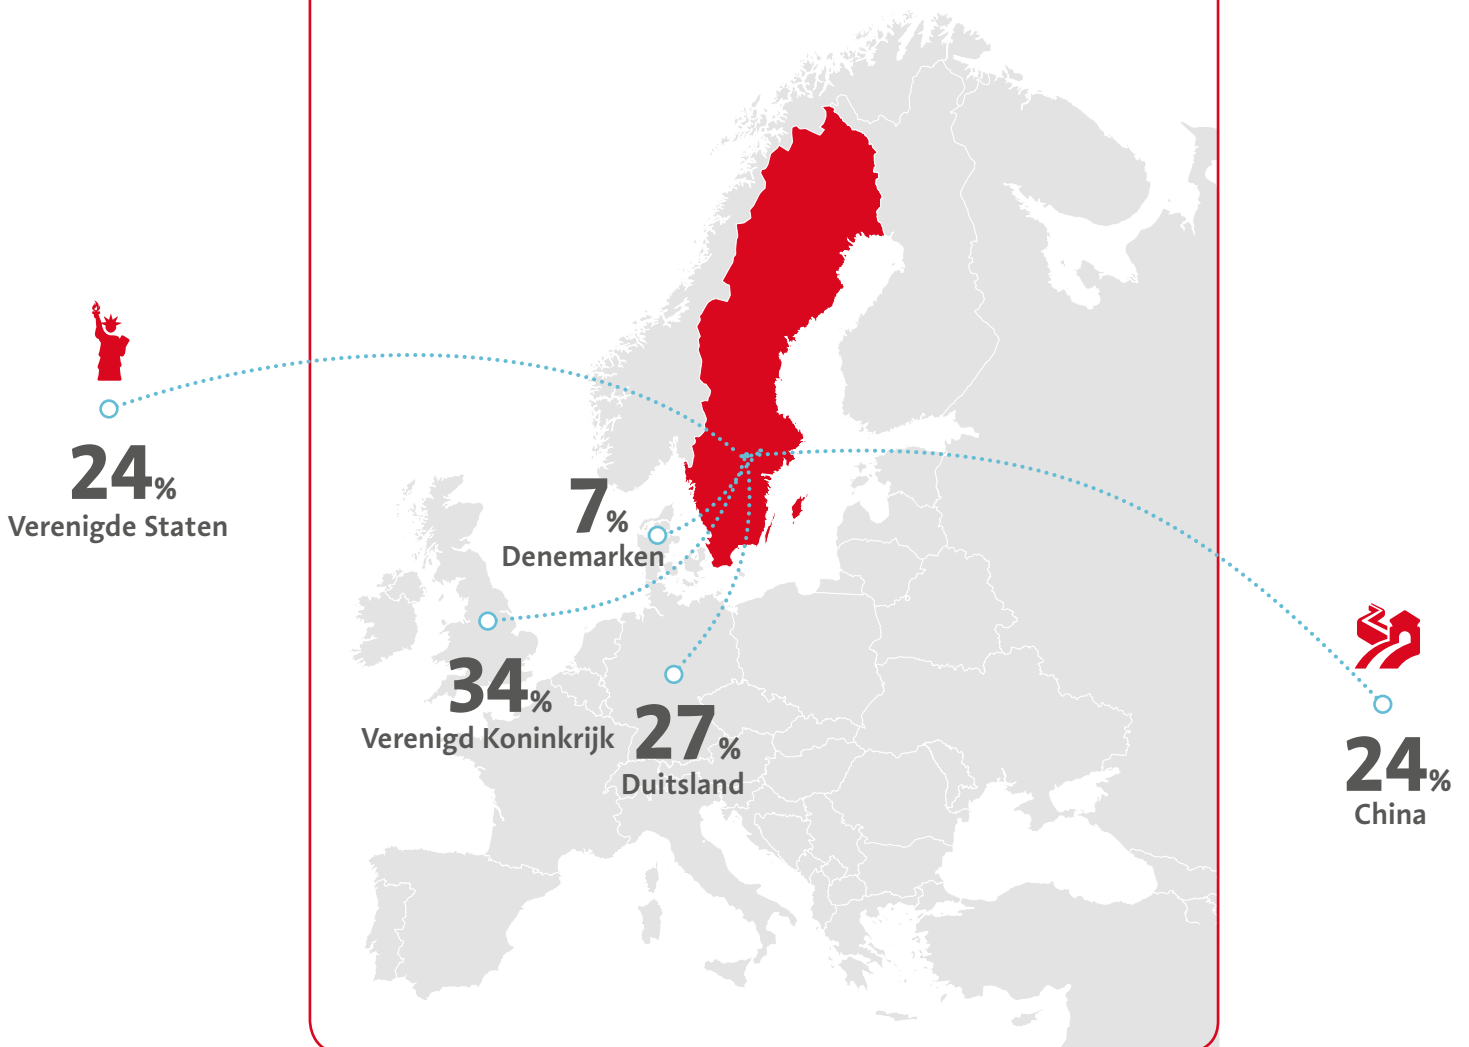 24%
Verenigde Staten
7%
Denemarken
34%
Verenigd Koninkrijk
27%
Duitsland
24%
China